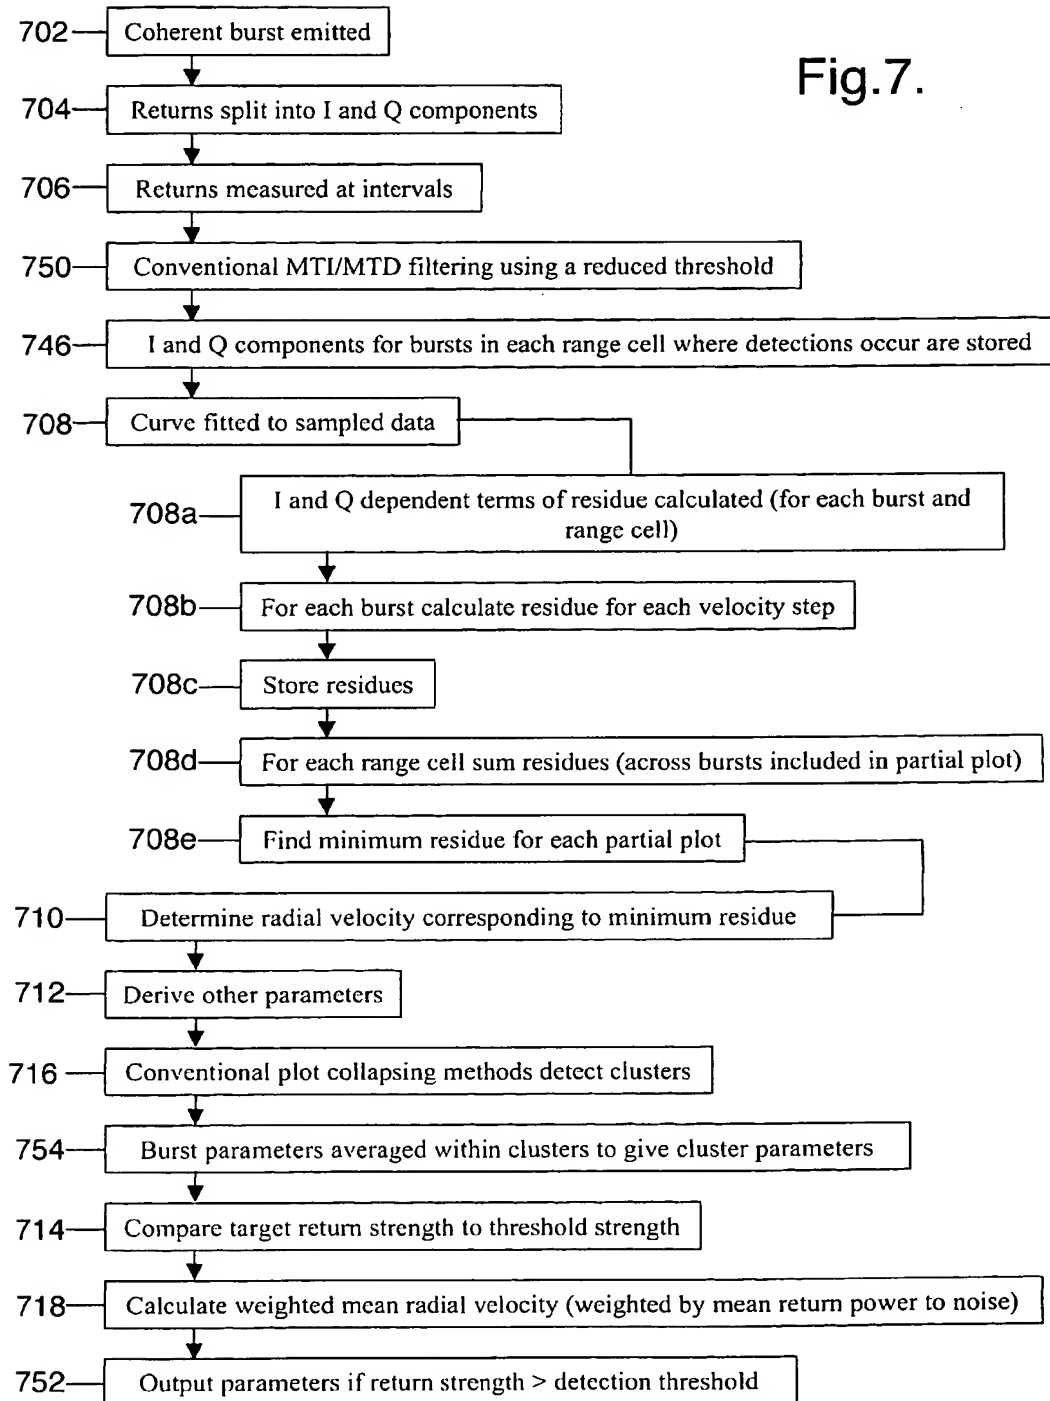 Fig.7.
702 Coherent burst emitted
704 Returns split into I and Q components
706 Returns measured at intervals
750 Conventional MTI/MTD filtering using a reduced threshold
746 I and Q components for bursts in each range cell where detections occur are stored
708 Curve fitted to sampled data
708a I and Q dependent terms of residue calculated (for each burst and
range cell)
708b For each burst calculate residue for each velocity step
708c Store residues
708d For each range cell sum residues (across bursts included in partial plot)
708e Find minimum residue for each partial plot
710 Determine radial velocity corresponding to minimum residue
712 Derive other parameters
716 Conventional plot collapsing methods detect clusters
754 Burst parameters averaged within clusters to give cluster parameters
714 Compare target return strength to threshold strength
718 Calculate weighted mean radial velocity (weighted by mean return power to noise)
752 Output parameters if return strength > detection threshold